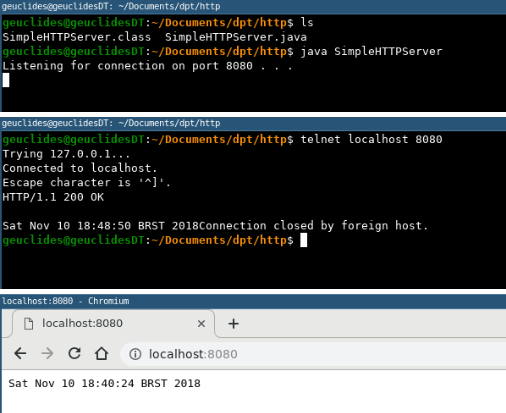 geuclides@geuclidesDT: ~/Documents/dpt/http
geuclides@geuclidesDT:~/Documents/dpt/http$ ls
SimpleHTTPServer.class  SimpleHTTPServer.java
geuclides@geuclidesDT:~/Documents/dpt/http$ java SimpleHTTPServer
Listening for connection on port 8080 . . .
geuclides@geuclidesDT: ~/Documents/dpt/http
geuclides@geuclidesDT:~/Documents/dpt/http$ telnet localhost 8080
Trying 127.0.0.1...
Connected to localhost.
Escape character is '^]'.
HTTP/1.1 200 OK
Sat Nov 10 18:48:50 BRST 2018Connection closed by foreign host.
geuclides@geuclidesDT:~/Documents/dpt/http$
localhost:8080 - Chromium
localhost:8080
localhost:8080
Sat Nov 10 18:40:24 BRST 2018